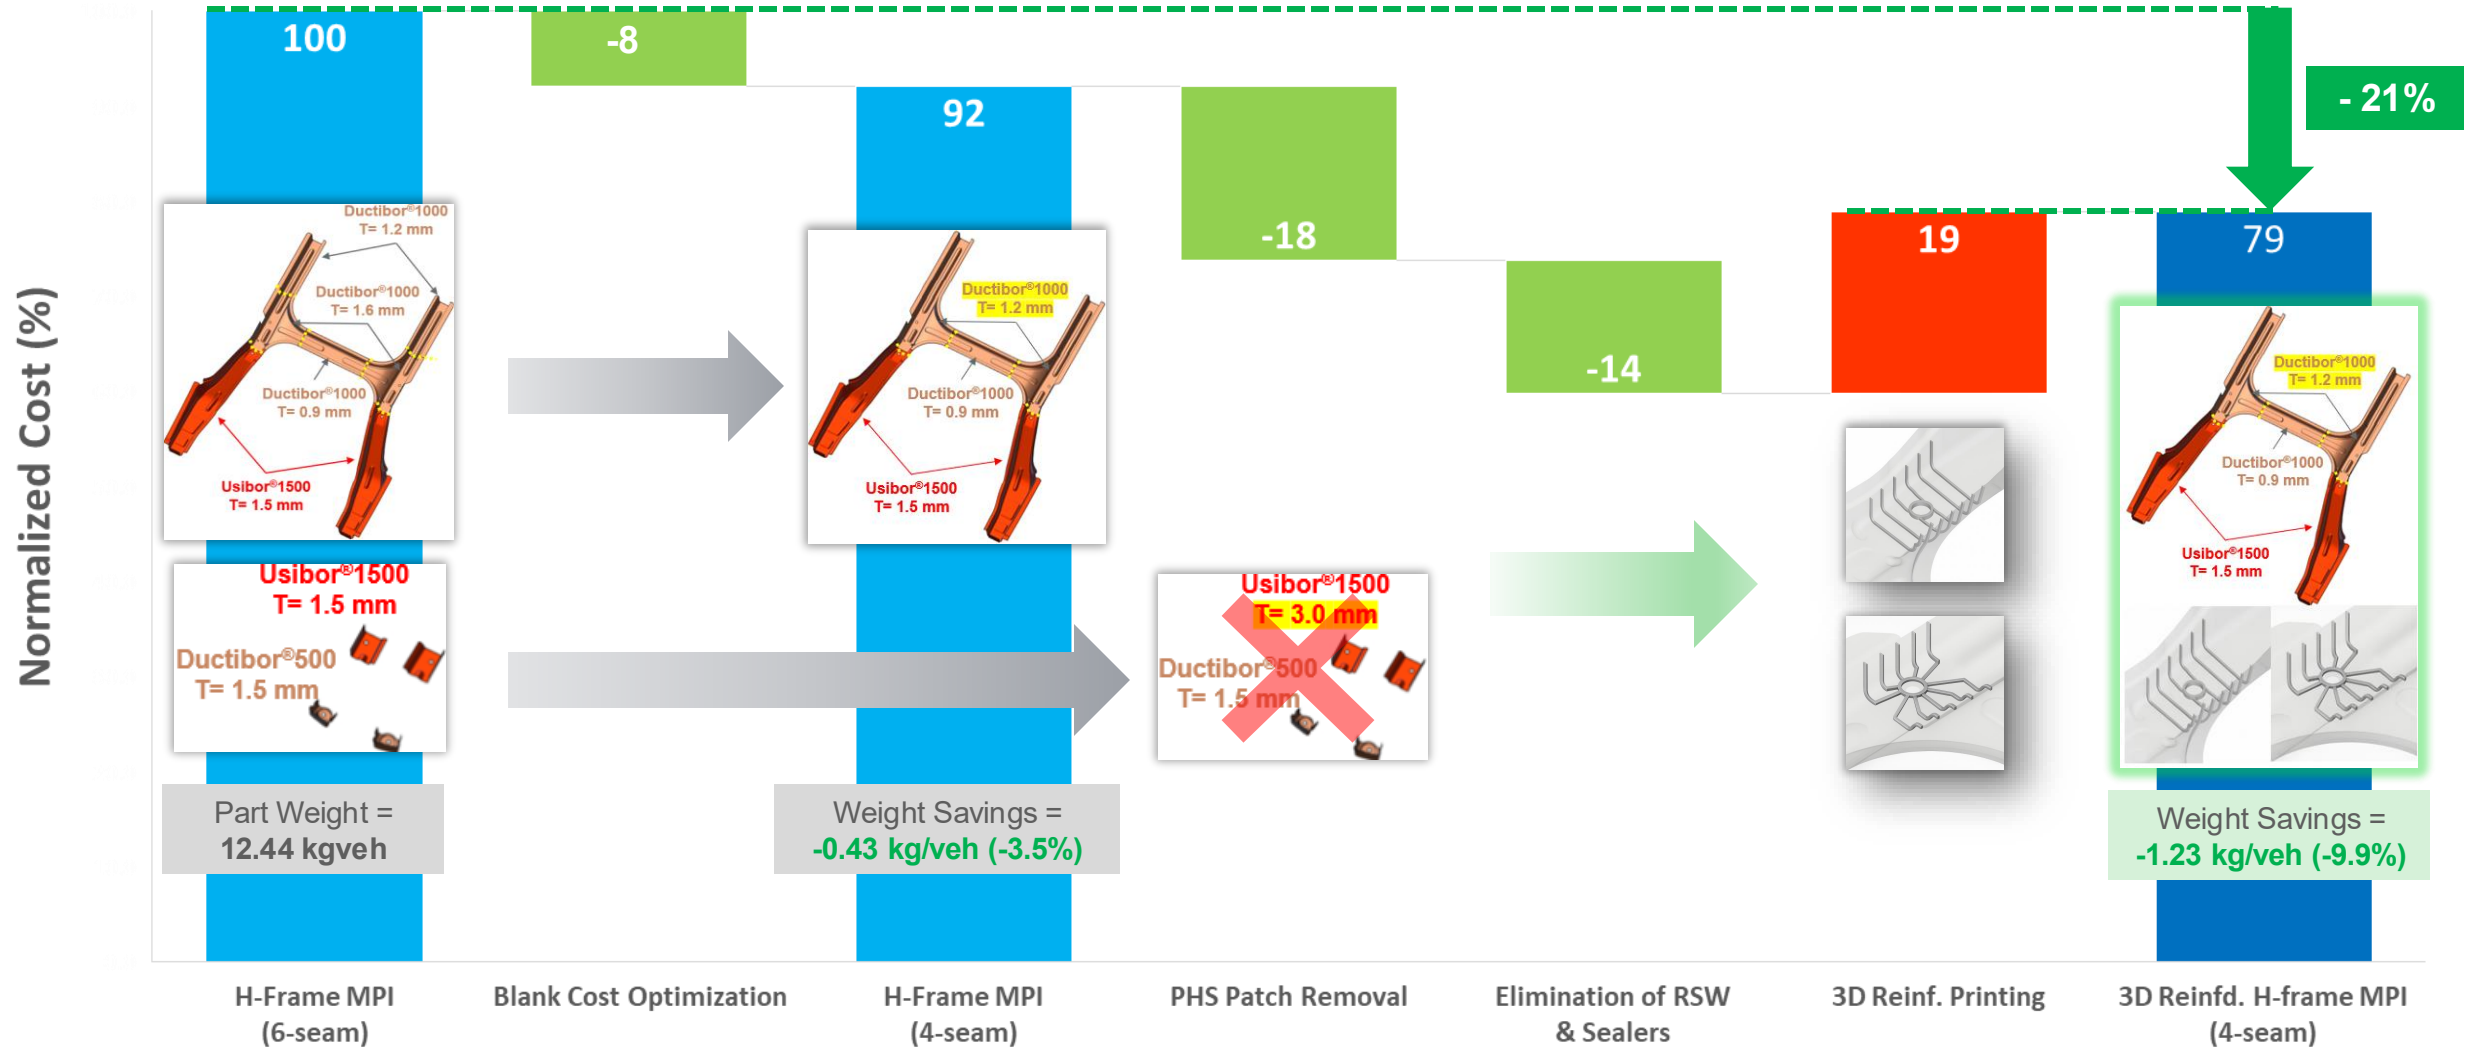 Normalized Cost (%)
100
-8
92
-18
-14
19
79
- 21%
Ductibor®1000
T= 1.2 mm
Ductibor®1000
T= 1.6 mm
Ductibor®1000
T= 0.9 mm
Usibor®1500
T= 1.5 mm
Usibor®1500
T= 1.5 mm
Ductibor®500
T= 1.5 mm
Part Weight =
12.44 kgveh
Ductibor®1000
T= 1.2 mm
Ductibor®1000
T= 0.9 mm
Usibor®1500
T= 1.5 mm
Weight Savings =
-0.43 kg/veh (-3.5%)
Usibor®1500
T= 3.0 mm
Ductibor®500
T= 1.5 mm
Ductibor®1000
T= 1.2 mm
Ductibor®1000
T= 0.9 mm
Usibor®1500
T= 1.5 mm
Weight Savings =
-1.23 kg/veh (-9.9%)
H-Frame MPI
(6-seam)
Blank Cost Optimization
H-Frame MPI
(4-seam)
PHS Patch Removal
Elimination of RSW
& Sealers
3D Reinf. Printing
3D Reinfd. H-frame MPI
(4-seam)